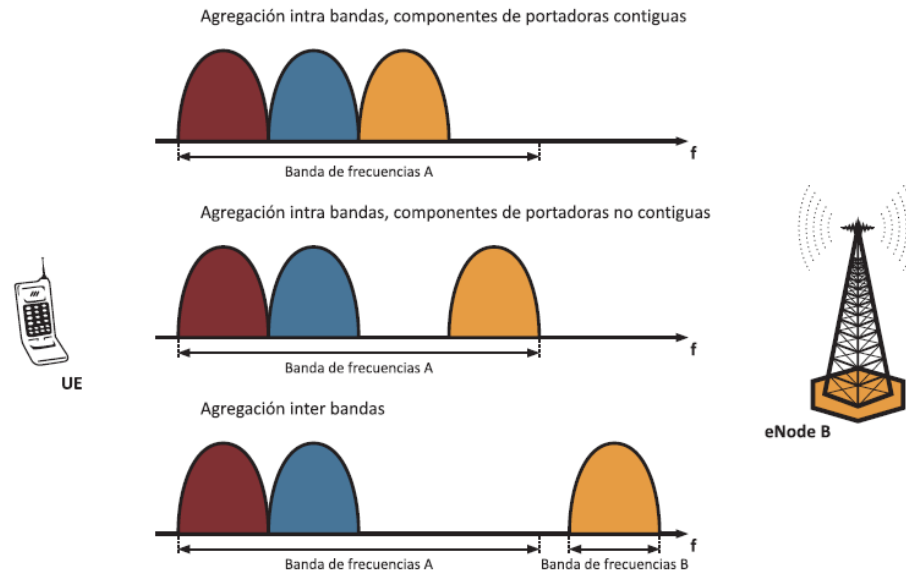 Agregación intra bandas, componentes de portadoras contiguas
f
Banda de frecuencias A
Agregación intra bandas, componentes de portadoras no contiguas
f
Banda de frecuencias A
UE
Agregación inter bandas
eNode B
f
Banda de frecuencias A
Banda de frecuencias B